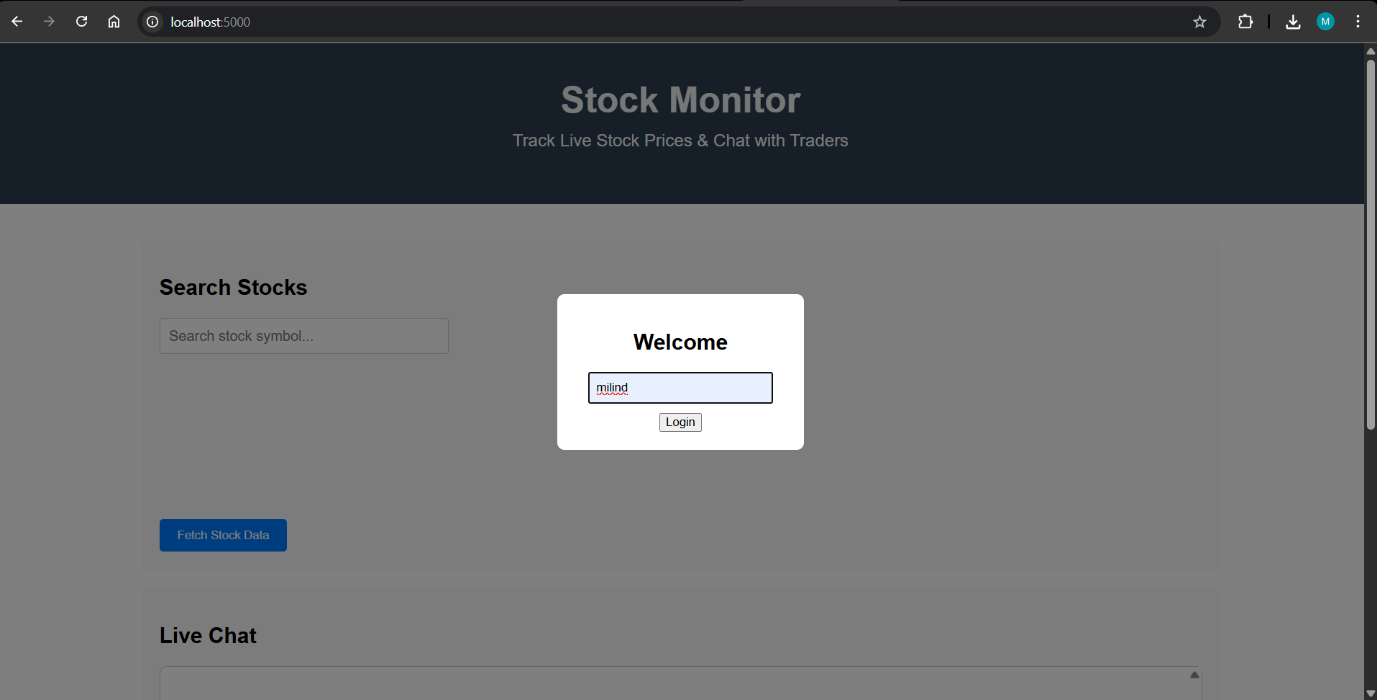 localhost:5000
M
Stock Monitor
Track Live Stock Prices & Chat with Traders
Search Stocks
Search stock symbol...
Welcome
milind
Login
Fetch Stock Data
Live Chat